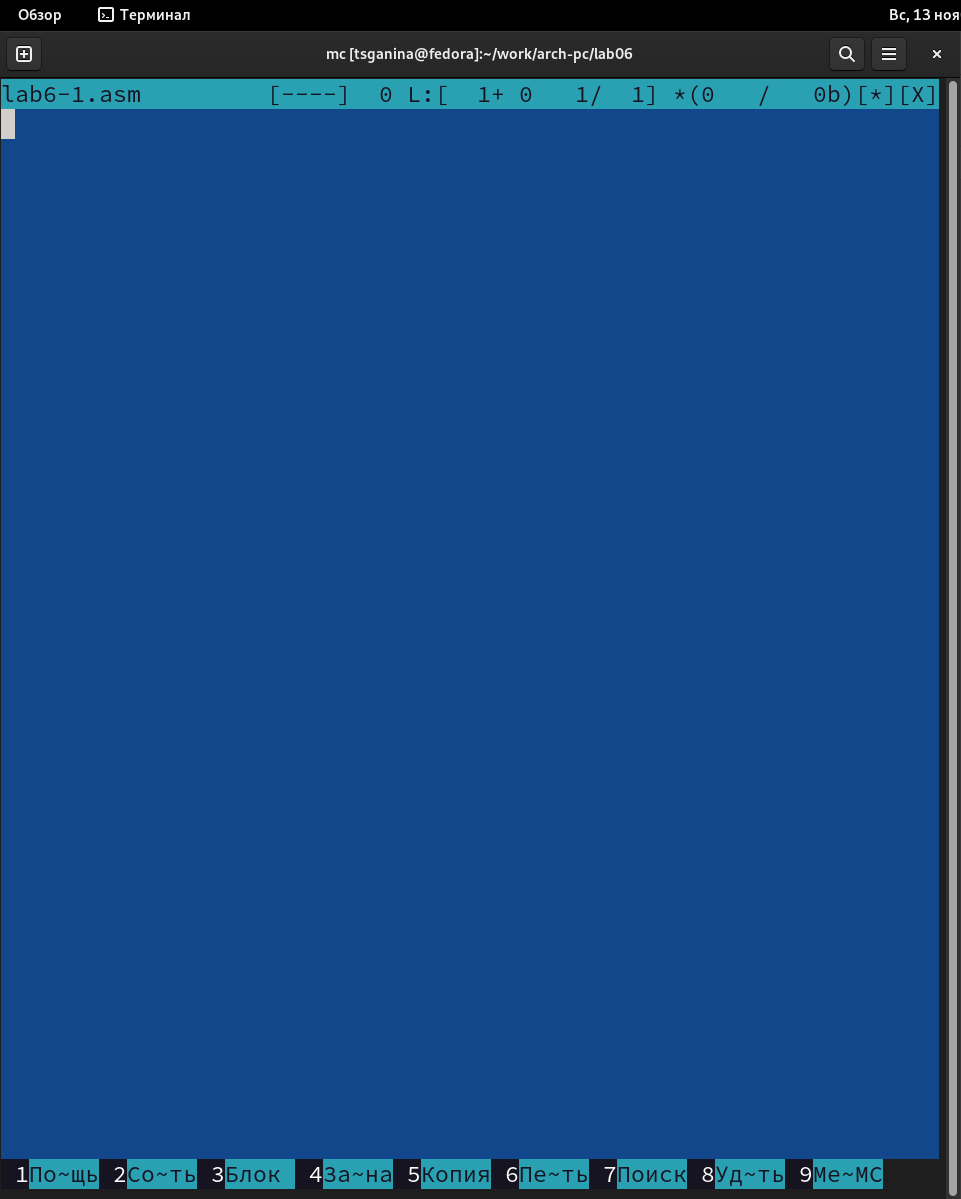 Обзор Терминал Вс, 13 ноя
mc [tsganina@fedora]:~/work/arch-pc/lab06
lab6-1.asm [----] 0 L:[ 1+ 0 1/ 1] *(0 / 0b)[*][X]
1По~щь 2Со~ть 3Блок 4За~на 5Копия 6Пе~ть 7Поиск 8Уд~ть 9Ме~МС